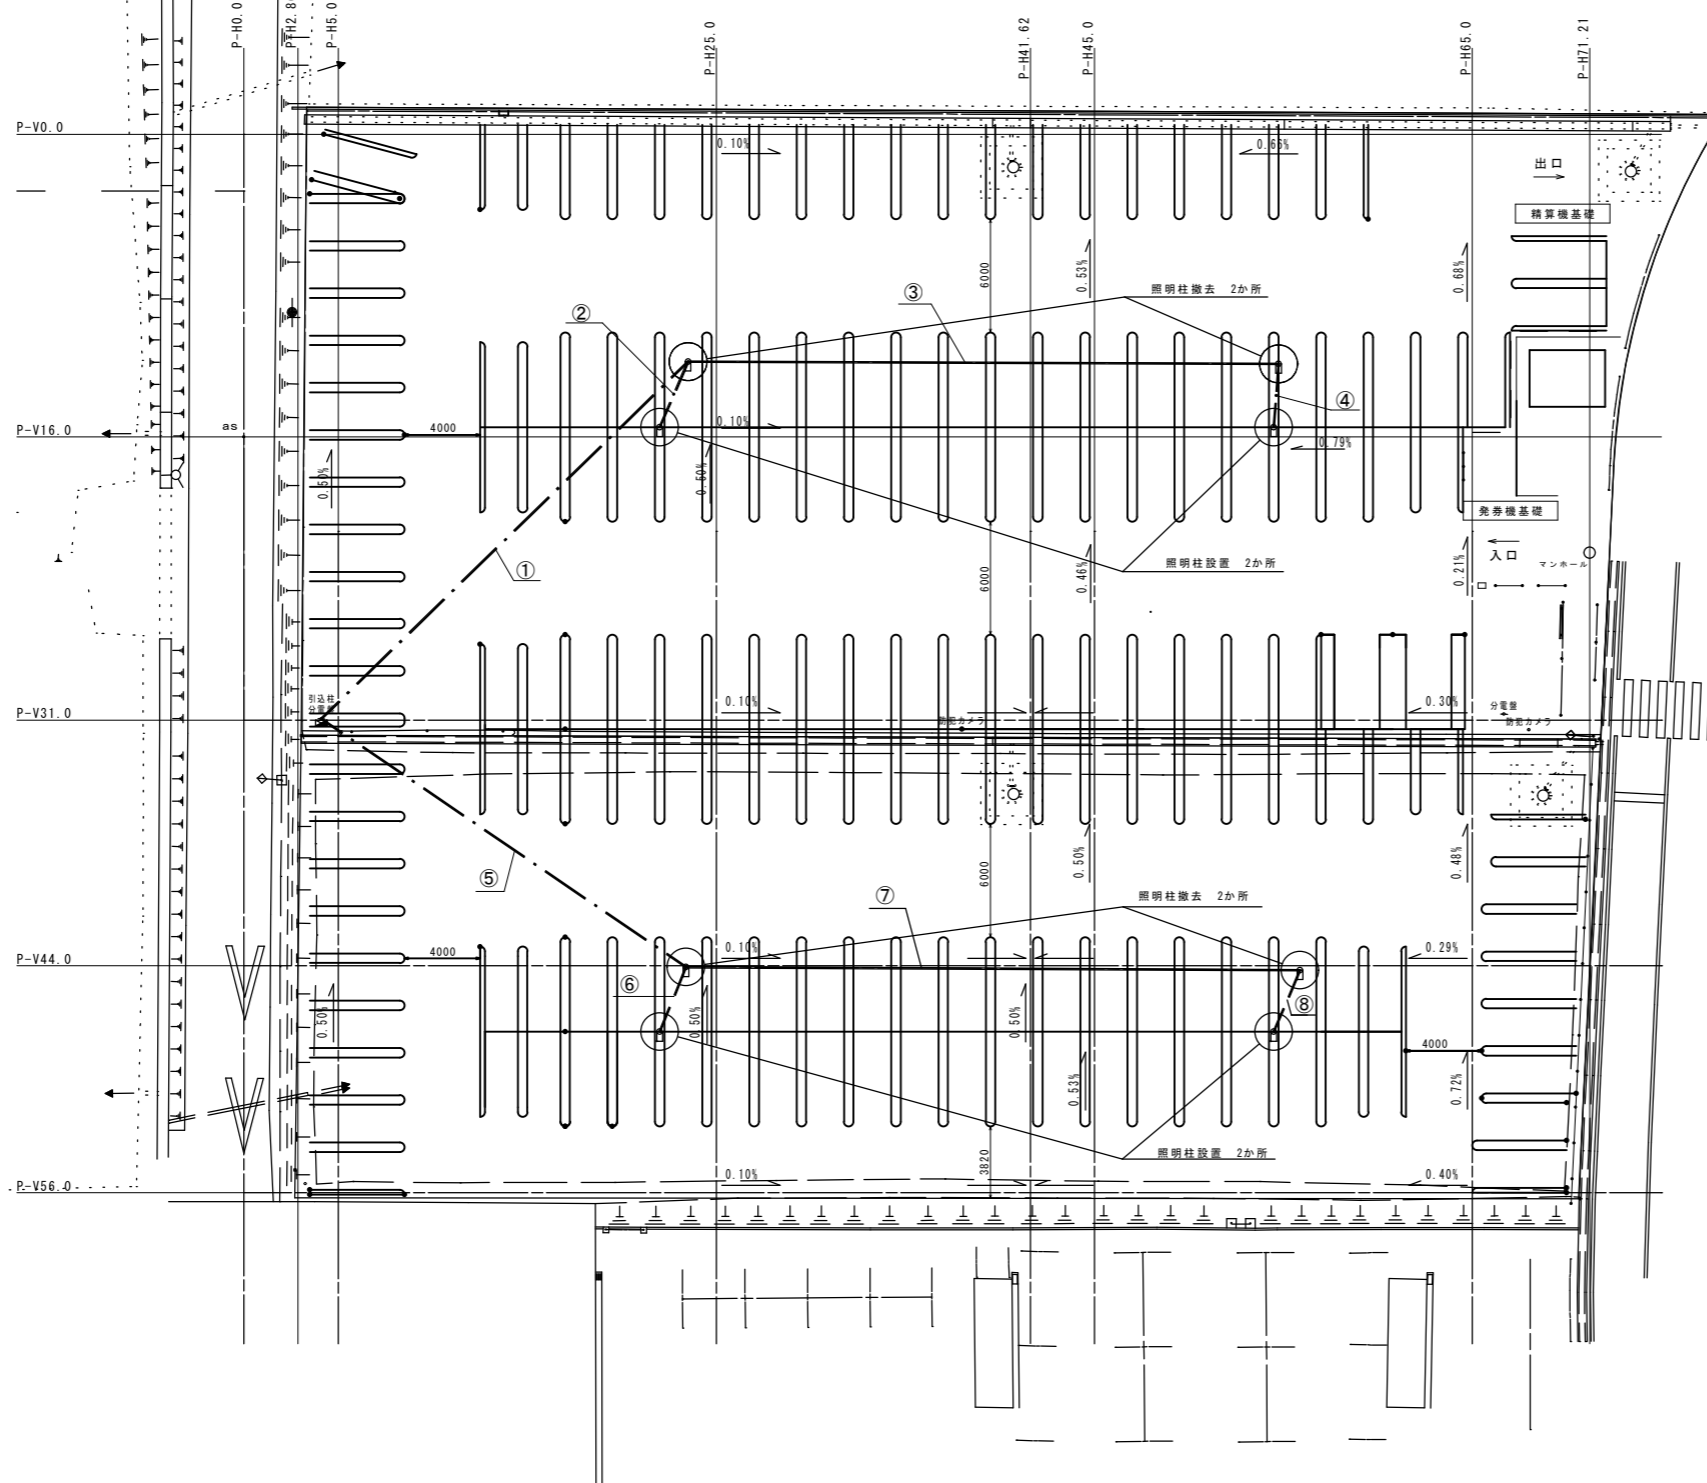 P-H0.0
P-H2.8
P-H5.0
P-H25.0
P-H41.62
P-H45.0
P-H65.0
P-H71.21
P-V0.0
0.10%
0.66%
出口
精算機基礎
6000
0.53%
0.68%
照明柱撤去 2か所
③
②
④
P-V16.0
as
4000
0.10%
0.79%
0.50%
0.50%
発券機基礎
入口
マンホール
①
照明柱設置 2か所
6000
0.46%
0.21%
引込柱
分電盤
P-V31.0
0.10%
防犯カメラ
0.30%
分電盤
防犯カメラ
⑤
6000
0.50%
0.48%
⑦
照明柱撤去 2か所
P-V44.0
4000
0.10%
0.29%
⑥
⑧
0.50%
0.50%
0.50%
4000
0.53%
0.72%
照明柱設置 2か所
3820
P-V56.0
0.10%
0.40%